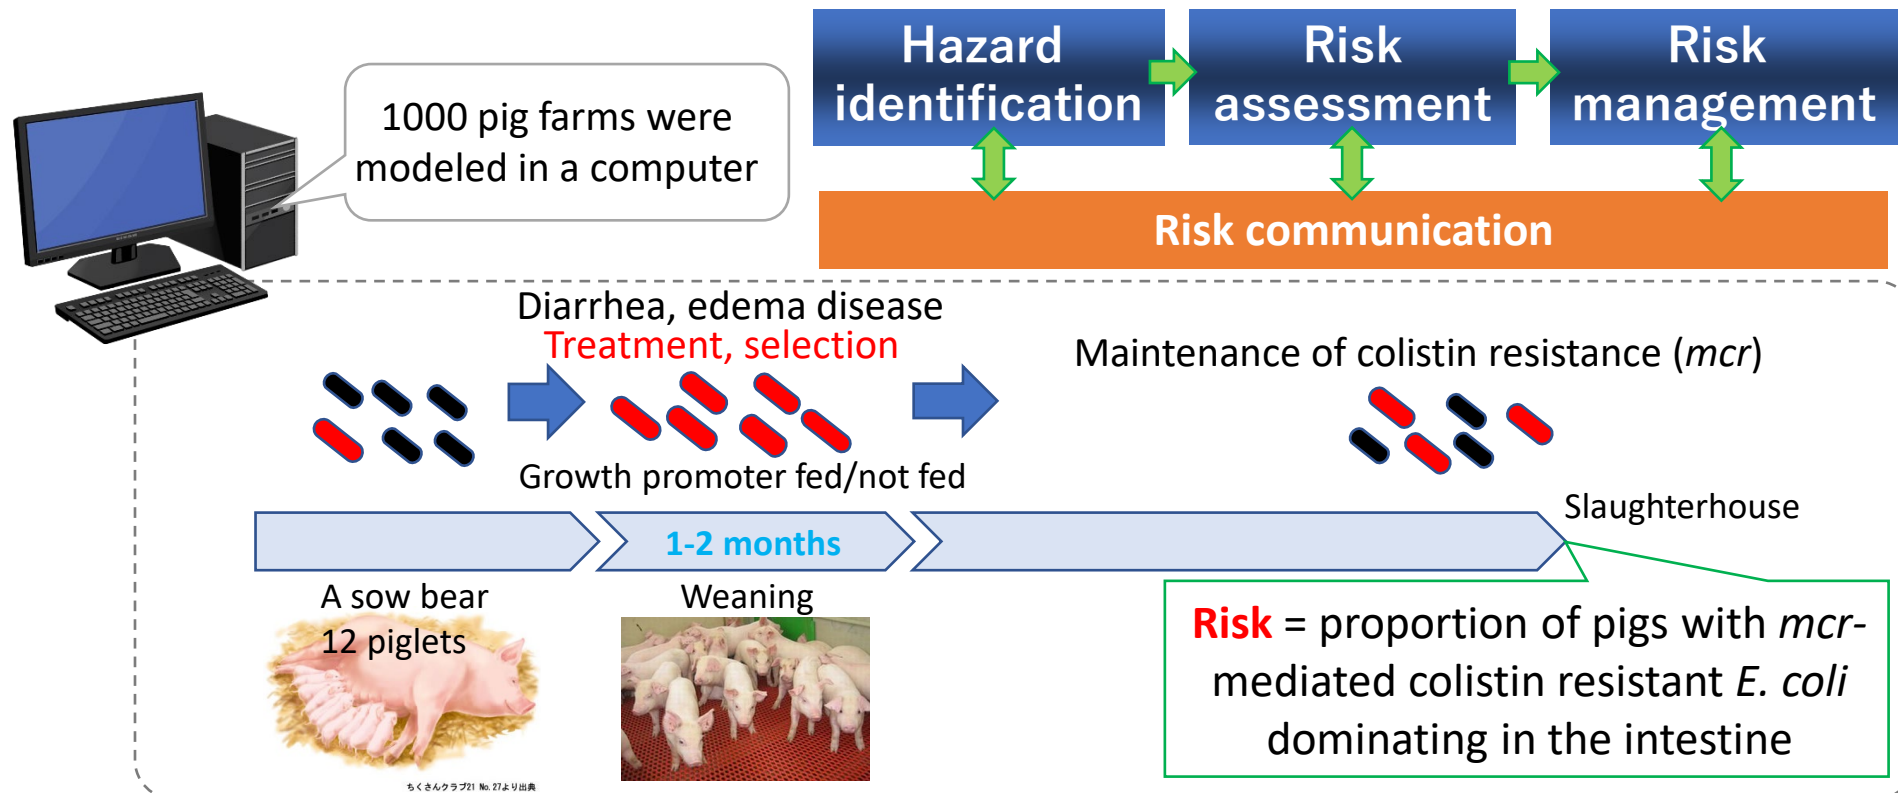 1000 pig farms were
modeled in a computer
Hazard
identification
Risk
assessment
Risk
management
Risk communication
Diarrhea, edema disease
Treatment, selection
Maintenance of colistin resistance (mcr)
Growth promoter fed/not fed
Slaughterhouse
1-2 months
A sow bear
12 piglets
Weaning
Risk = proportion of pigs with mcr-
mediated colistin resistant E. coli
dominating in the intestine
ちくさんクラブ21 No.27より出典